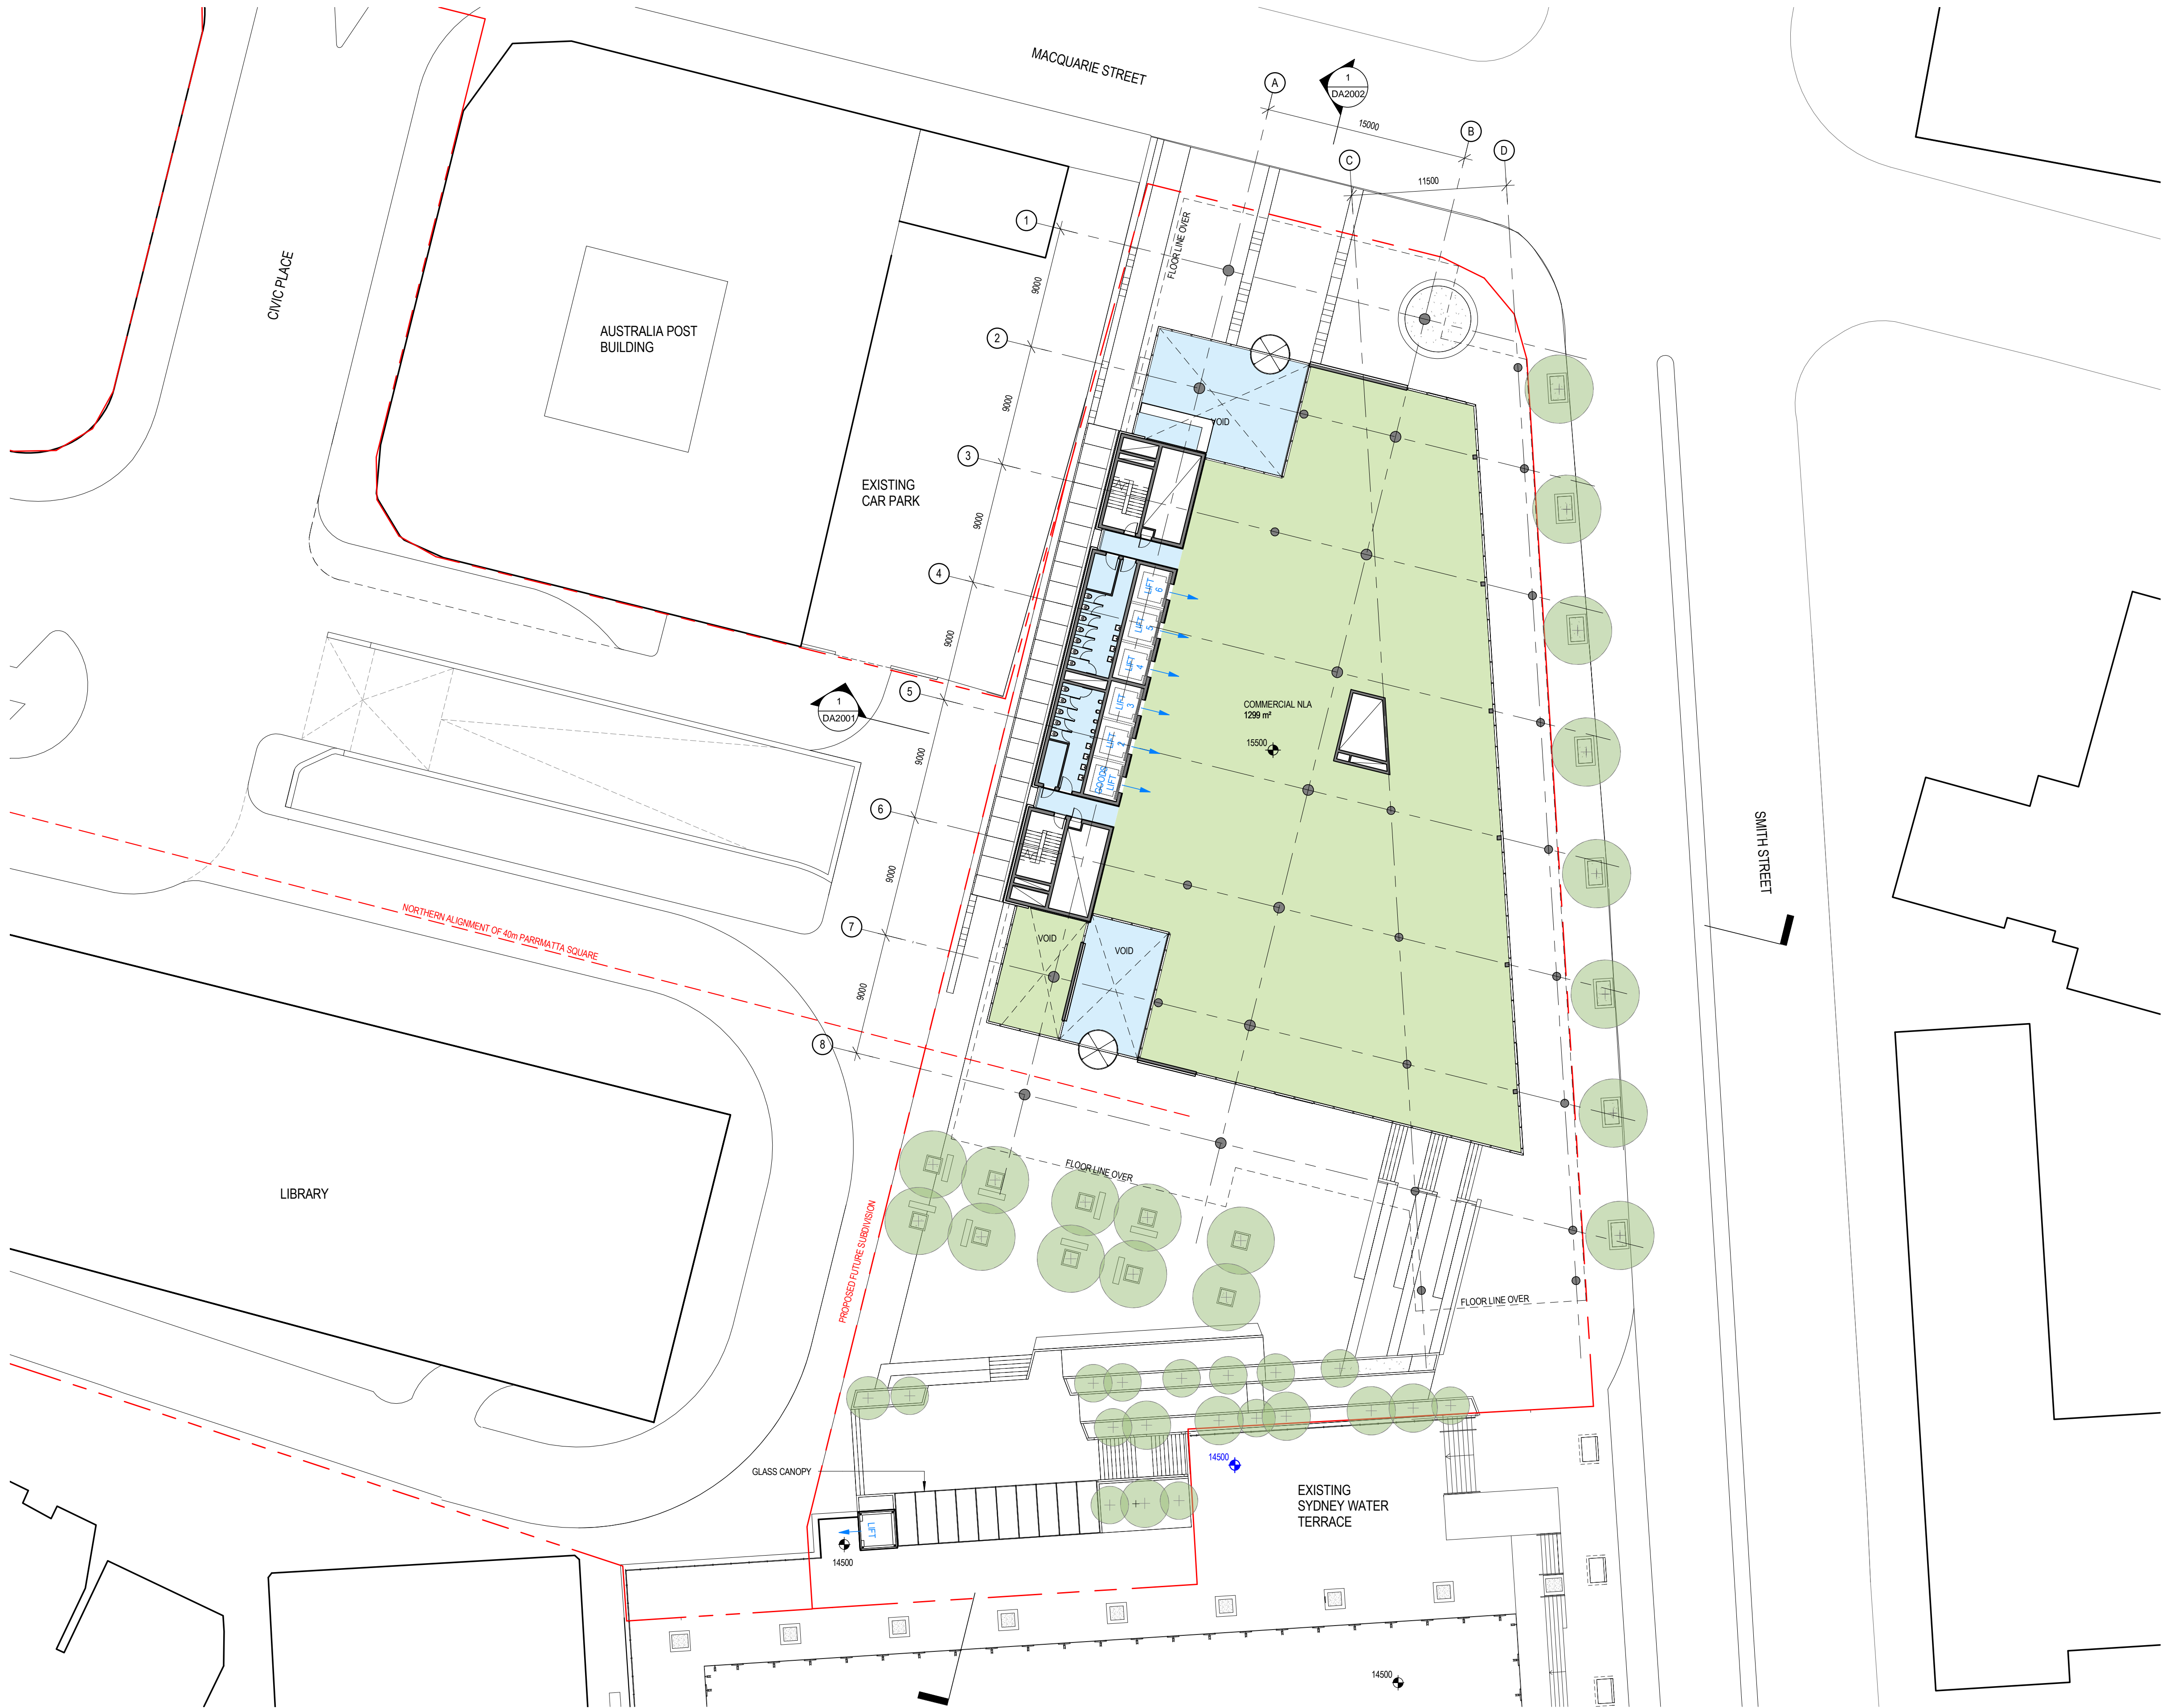 MACQUARIE STREET
A
1
DA2002
15000
B
C
D
11500
CIVIC PLACE
AUSTRALIA POST
BUILDING
EXISTING
CAR PARK
FLOOR LINE OVER
1
9000
2
9000
3
9000
4
9000
5
9000
6
9000
7
9000
8
VOID
LIFT
6
LIFT
5
LIFT
4
LIFT
3
LIFT
2
GOODS
LIFT
1
DA2001
COMMERCIAL NLA
1299 m²
15500
SMITH STREET
NORTHERN ALIGNMENT OF 40m PARRMATTA SQUARE
VOID
VOID
FLOOR LINE OVER
LIBRARY
PROPOSED FUTURE SUBDIVISION
FLOOR LINE OVER
GLASS CANOPY
LIFT
14500
14500
EXISTING
SYDNEY WATER
TERRACE
14500